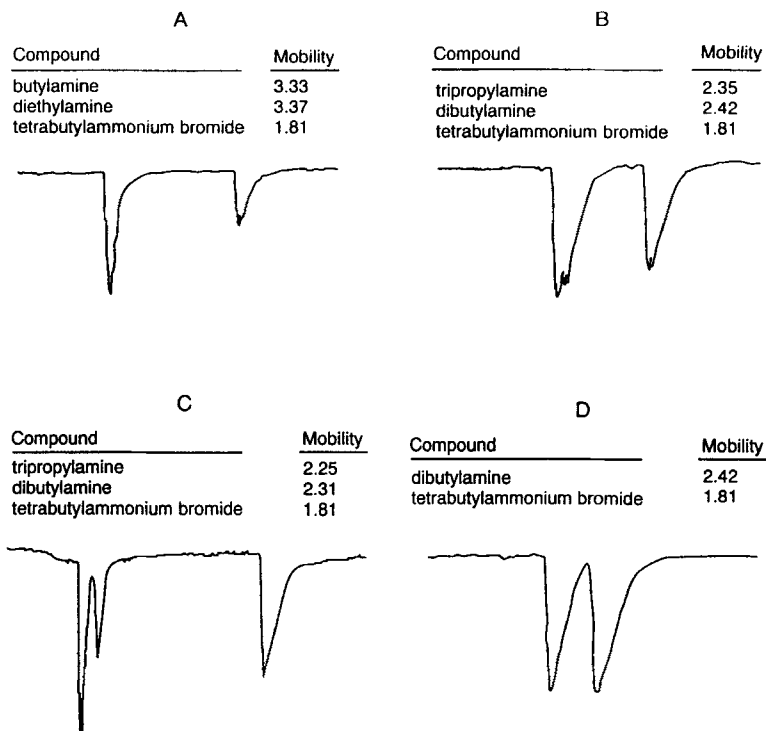 A
Compound Mobility
butylamine 3.33
diethylamine 3.37
tetrabutylammonium bromide 1.81
B
Compound Mobility
tripropylamine 2.35
dibutylamine 2.42
tetrabutylammonium bromide 1.81
C
Compound Mobility
tripropylamine 2.25
dibutylamine 2.31
tetrabutylammonium bromide 1.81
D
Compound Mobility
dibutylamine 2.42
tetrabutylammonium bromide 1.81